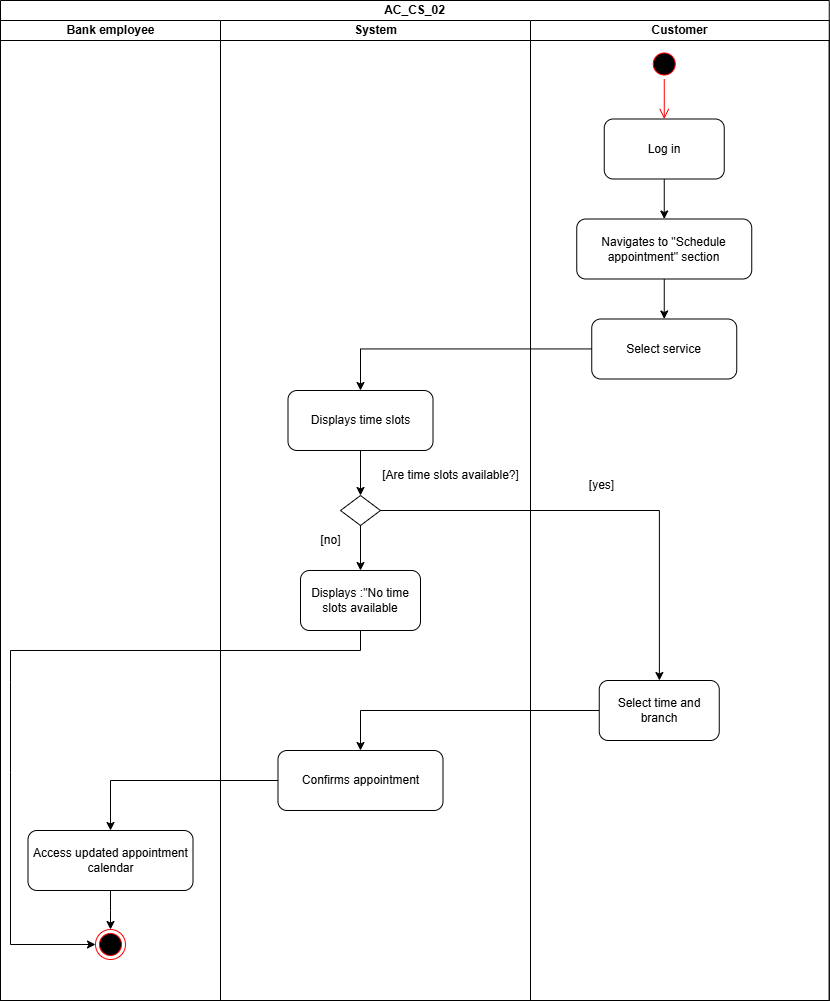 AC_CS_02
Bank employee
System
Customer
Log in
Navigates to "Schedule
appointment" section
Select service
Displays time slots
[Are time slots available?]
[yes]
[no]
Displays :"No time
slots available
Select time and
branch
Confirms appointment
Access updated appointment
calendar